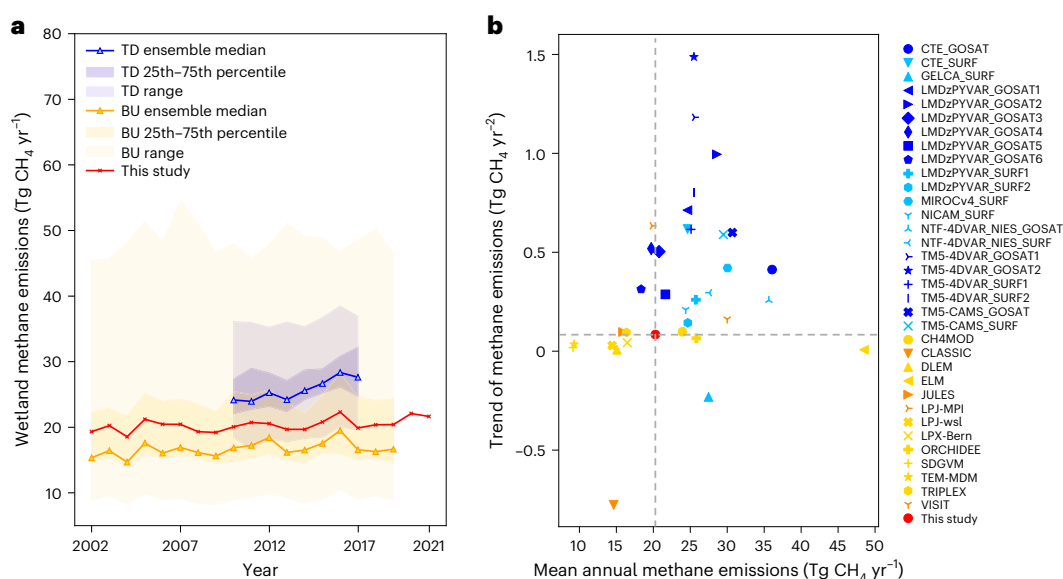 a
Wetland methane emissions (Tg CH₄ yr⁻¹)
80
70
60
50
40
30
20
10
TD ensemble median
TD 25th–75th percentile
TD range
BU ensemble median
BU 25th–75th percentile
BU range
This study
2002 2007 2012 2017 2021
Year
b
Trend of methane emissions (Tg CH₄ yr⁻²)
1.5
1.0
0.5
0
−0.5
10 15 20 25 30 35 40 45 50
Mean annual methane emissions (Tg CH₄ yr⁻¹)
CTE_GOSAT
CTE_SURF
GELCA_SURF
LMDzPYVAR_GOSAT1
LMDzPYVAR_GOSAT2
LMDzPYVAR_GOSAT3
LMDzPYVAR_GOSAT4
LMDzPYVAR_GOSAT5
LMDzPYVAR_GOSAT6
LMDzPYVAR_SURF1
LMDzPYVAR_SURF2
MIROCv4_SURF
NICAM_SURF
NTF-4DVAR_NIES_GOSAT
NTF-4DVAR_NIES_SURF
TM5-4DVAR_GOSAT1
TM5-4DVAR_GOSAT2
TM5-4DVAR_SURF1
TM5-4DVAR_SURF2
TM5-CAMS_GOSAT
TM5-CAMS_SURF
CH4MOD
CLASSIC
DLEM
ELM
JULES
LPJ-MPI
LPJ-wsl
LPX-Bern
ORCHIDEE
SDGVM
TEM-MDM
TRIPLEX
VISIT
This study